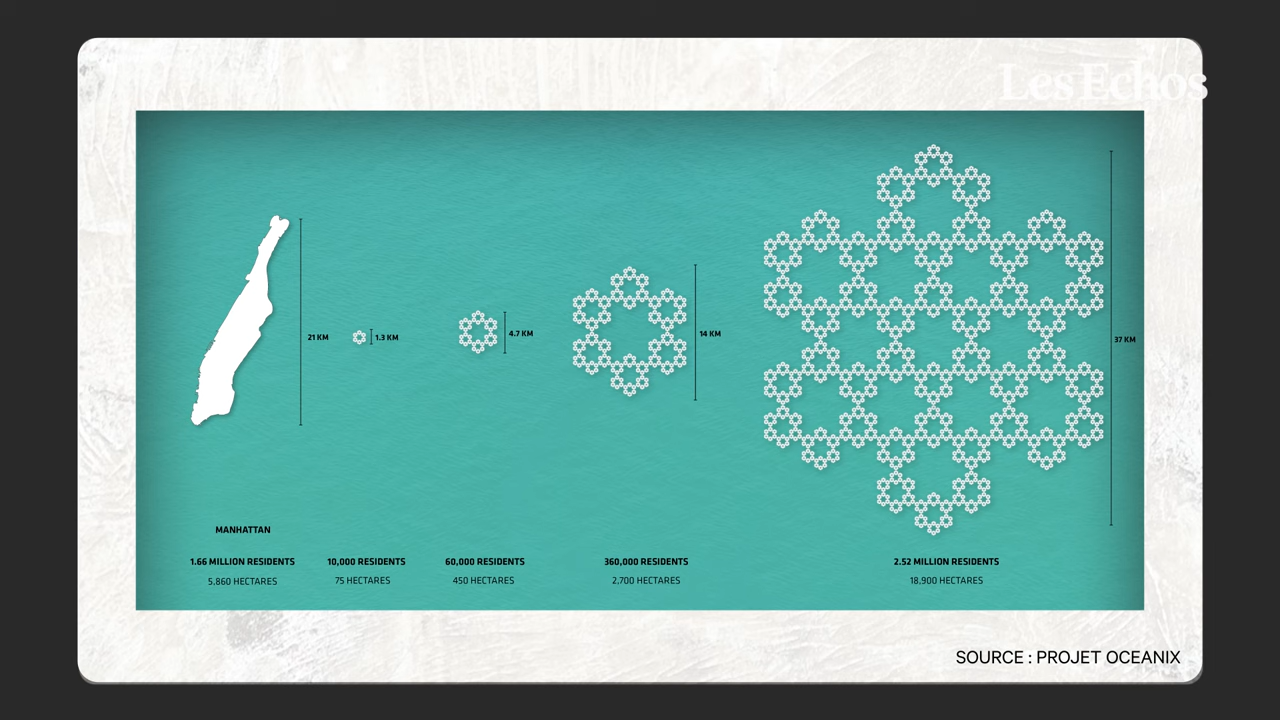 LesEchos
21 KM
1.3 KM
4.7 KM
14 KM
37 KM
MANHATTAN
1.66 MILLION RESIDENTS
5,860 HECTARES
10,000 RESIDENTS
75 HECTARES
60,000 RESIDENTS
450 HECTARES
360,000 RESIDENTS
2,700 HECTARES
2.52 MILLION RESIDENTS
18,900 HECTARES
SOURCE : PROJET OCEANIX